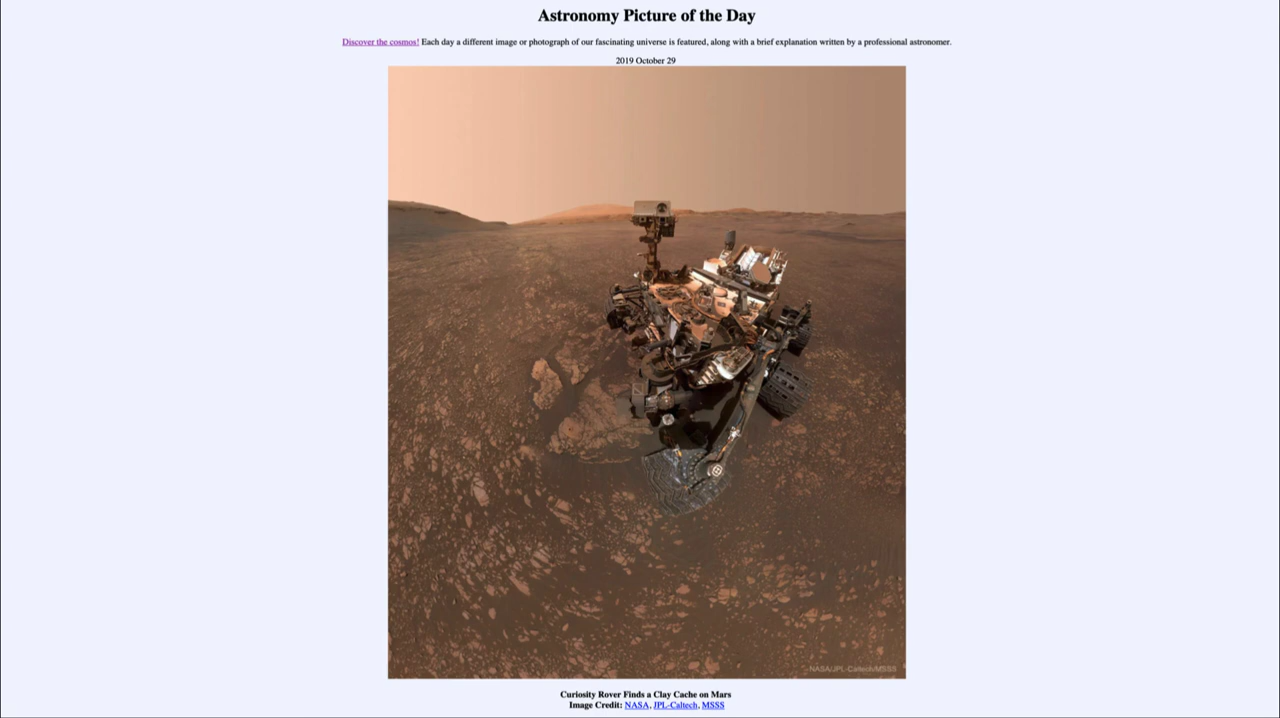 Astronomy Picture of the Day
Discover the cosmos! Each day a different image or photograph of our fascinating universe is featured, along with a brief explanation written by a professional astronomer.
2019 October 29
NASA/JPL-Caltech/MSSS
Curiosity Rover Finds a Clay Cache on Mars
Image Credit: NASA, JPL-Caltech, MSSS